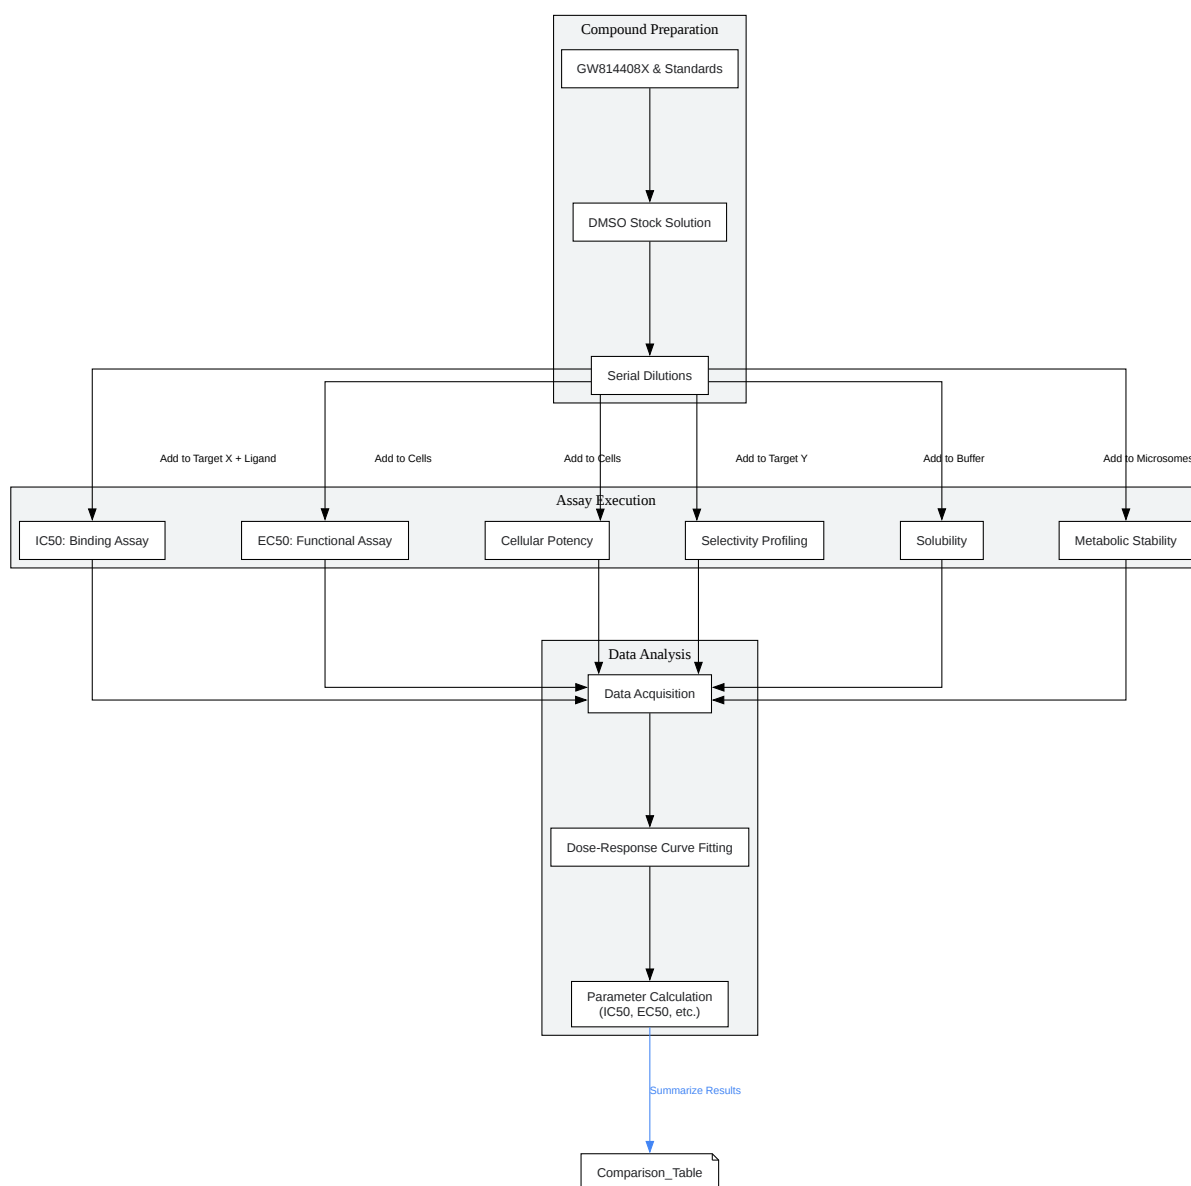 Compound Preparation
GW814408X & Standards
DMSO Stock Solution
Serial Dilutions
Add to Target X + Ligand
Add to Cells
Add to Cells
Add to Target Y
Add to Buffer
Add to Microsomes
Assay Execution
IC50: Binding Assay
EC50: Functional Assay
Cellular Potency
Selectivity Profiling
Solubility
Metabolic Stability
Data Analysis
Data Acquisition
Dose-Response Curve Fitting
Parameter Calculation
(IC50, EC50, etc.)
Summarize Results
Comparison_Table